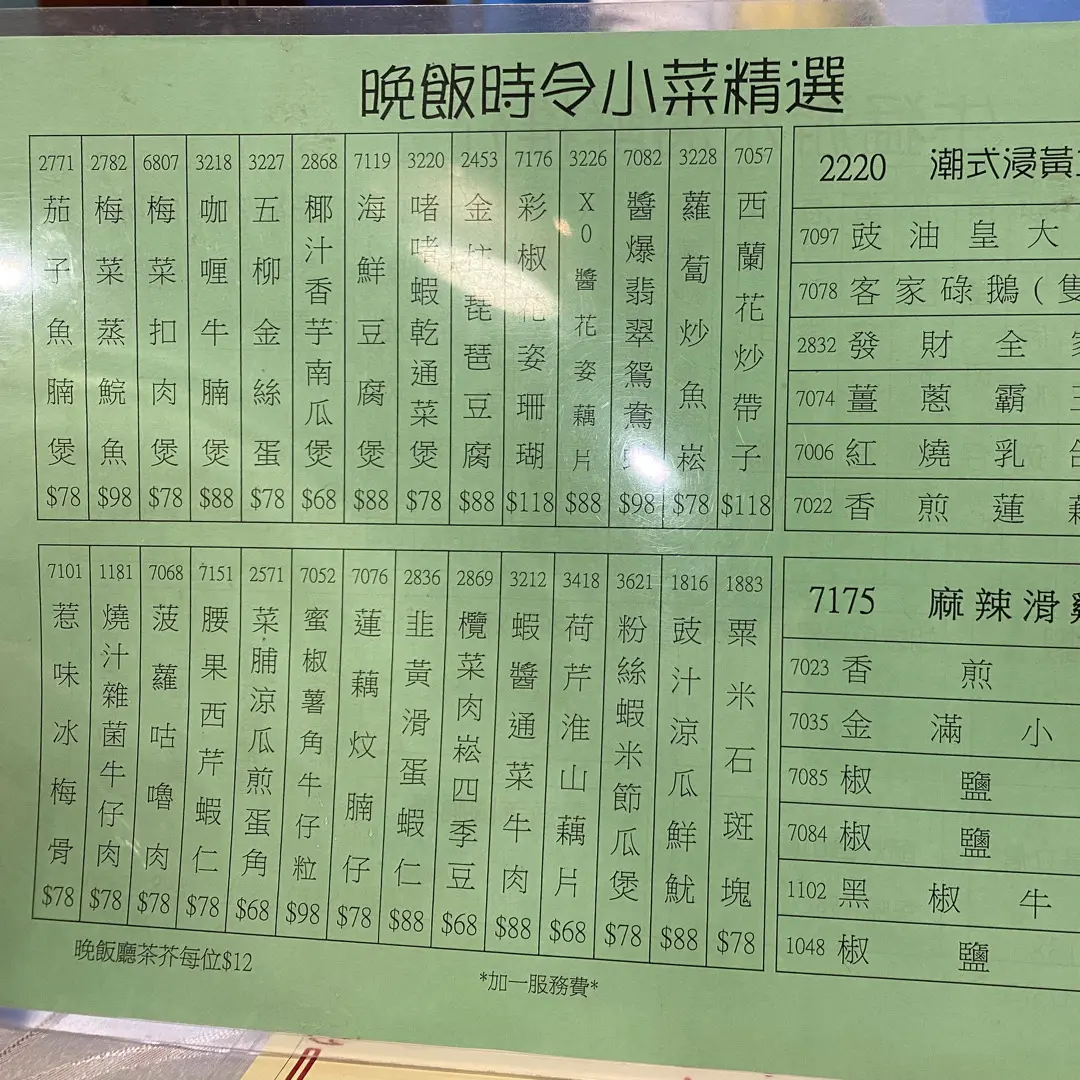 晚飯時令小菜精選
2771 茄子魚腩煲 $78
2782 梅菜蒸鯇魚 $98
6807 梅菜扣肉煲 $78
3218 咖喱牛腩煲 $88
3227 五柳金絲蛋 $78
2868 椰汁香芋南瓜煲 $68
7119 海鮮豆腐煲 $88
3220 啫啫蝦乾通菜煲 $78
2453 金琵琶豆腐 $88
7176 彩椒花姿珊瑚 $118
3226 XO醬花姿藕片 $88
7082 醬爆翡翠鴛鴦 $98
3228 蘿蔔炒魚崧 $78
7057 西蘭花炒帶子 $118
7101 惹味冰梅骨 $78
1181 燒汁雜菌牛仔肉 $78
7068 菠蘿咕嚕肉 $78
7151 腰果西芹蝦仁 $78
2571 菜脯涼瓜煎蛋角 $68
7052 蜜椒薯角牛仔粒 $98
7076 蓮藕炆腩仔 $78
2836 韭黃滑蛋蝦仁 $88
2869 欖菜肉崧四季豆 $68
3212 蝦醬通菜牛肉 $88
3418 荷芹淮山藕片 $68
3621 粉絲蝦米節瓜煲 $78
1816 豉汁涼瓜鮮魷 $88
1883 粟米石斑塊 $78
晚飯廳茶芥每位$12
*加一服務費*
2220 潮式浸黃
7097 豉油皇大
7078 客家碌鵝(隻
2832 發財全
7074 薑蔥霸
7006 紅燒乳
7022 香煎蓮
7175 麻辣滑
7023 香煎
7035 金滿小
7085 椒鹽
7084 椒鹽
1102 黑椒牛
1048 椒鹽